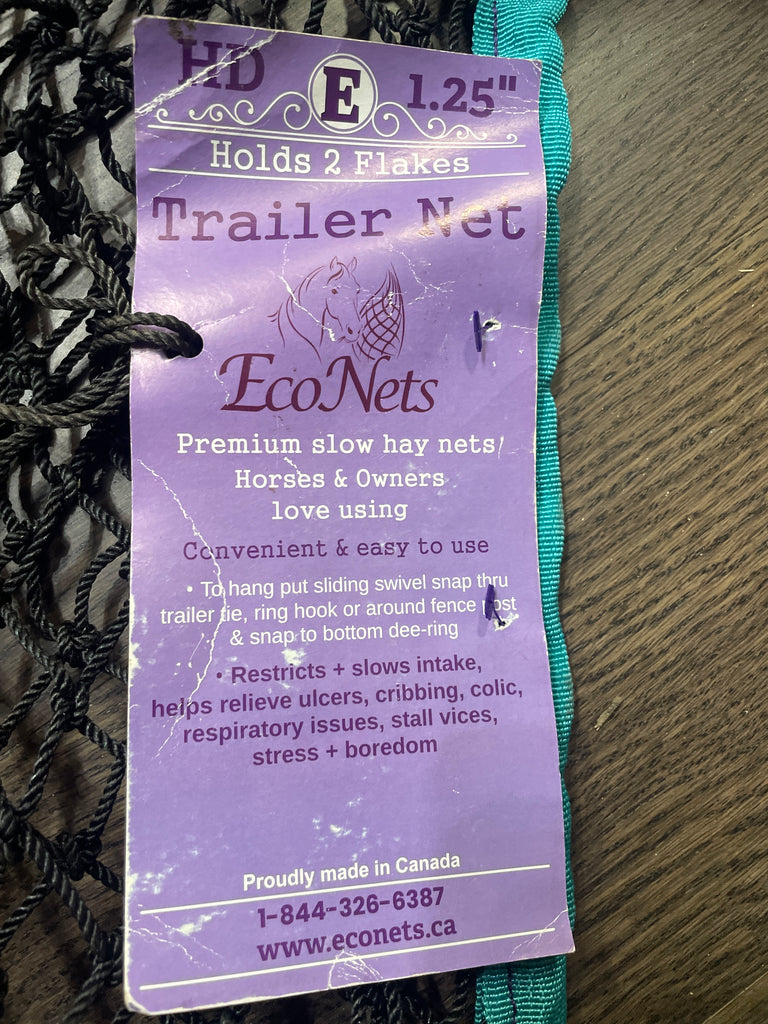 HD E 1.25"
Holds 2 Flakes
Trailer Net
EcoNets
Premium slow hay nets
Horses & Owners
love using
Convenient & easy to use
• To hang put sliding swivel snap thru
trailer tie, ring hook or around fence post
& snap to bottom dee-ring
• Restricts + slows intake,
helps relieve ulcers, cribbing, colic,
respiratory issues, stall vices,
stress + boredom
Proudly made in Canada
1-844-326-6387
www.econets.ca